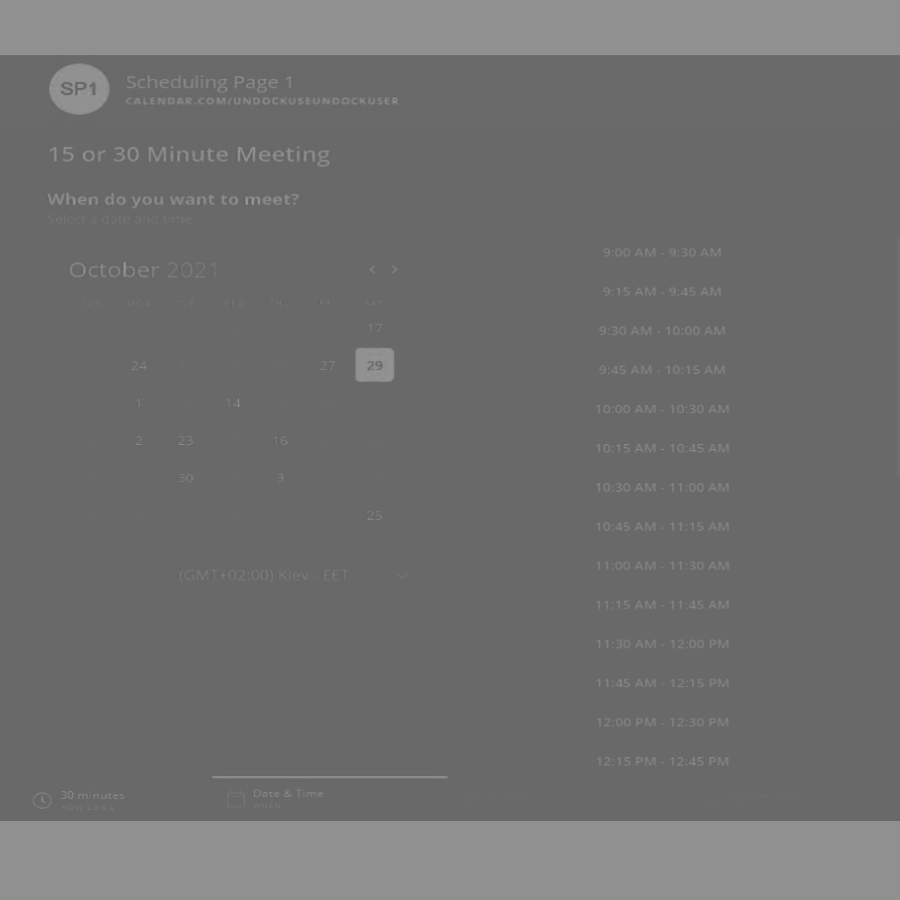 SP1
Scheduling Page 1
CALENDAR.COM/UNDOCKUSEUNDOCKUSER
15 or 30 Minute Meeting
When do you want to meet?
Select a date and time
October 2021
SUN MON TUE WED THU FRI SAT
17
24 27 29
1 14
2 23 16
30 3
25
(GMT+02:00) Kiev - EET
9:00 AM - 9:30 AM
9:15 AM - 9:45 AM
9:30 AM - 10:00 AM
9:45 AM - 10:15 AM
10:00 AM - 10:30 AM
10:15 AM - 10:45 AM
10:30 AM - 11:00 AM
10:45 AM - 11:15 AM
11:00 AM - 11:30 AM
11:15 AM - 11:45 AM
11:30 AM - 12:00 PM
11:45 AM - 12:15 PM
12:00 PM - 12:30 PM
12:15 PM - 12:45 PM
30 minutes
HOW LONG
Date & Time
WHEN